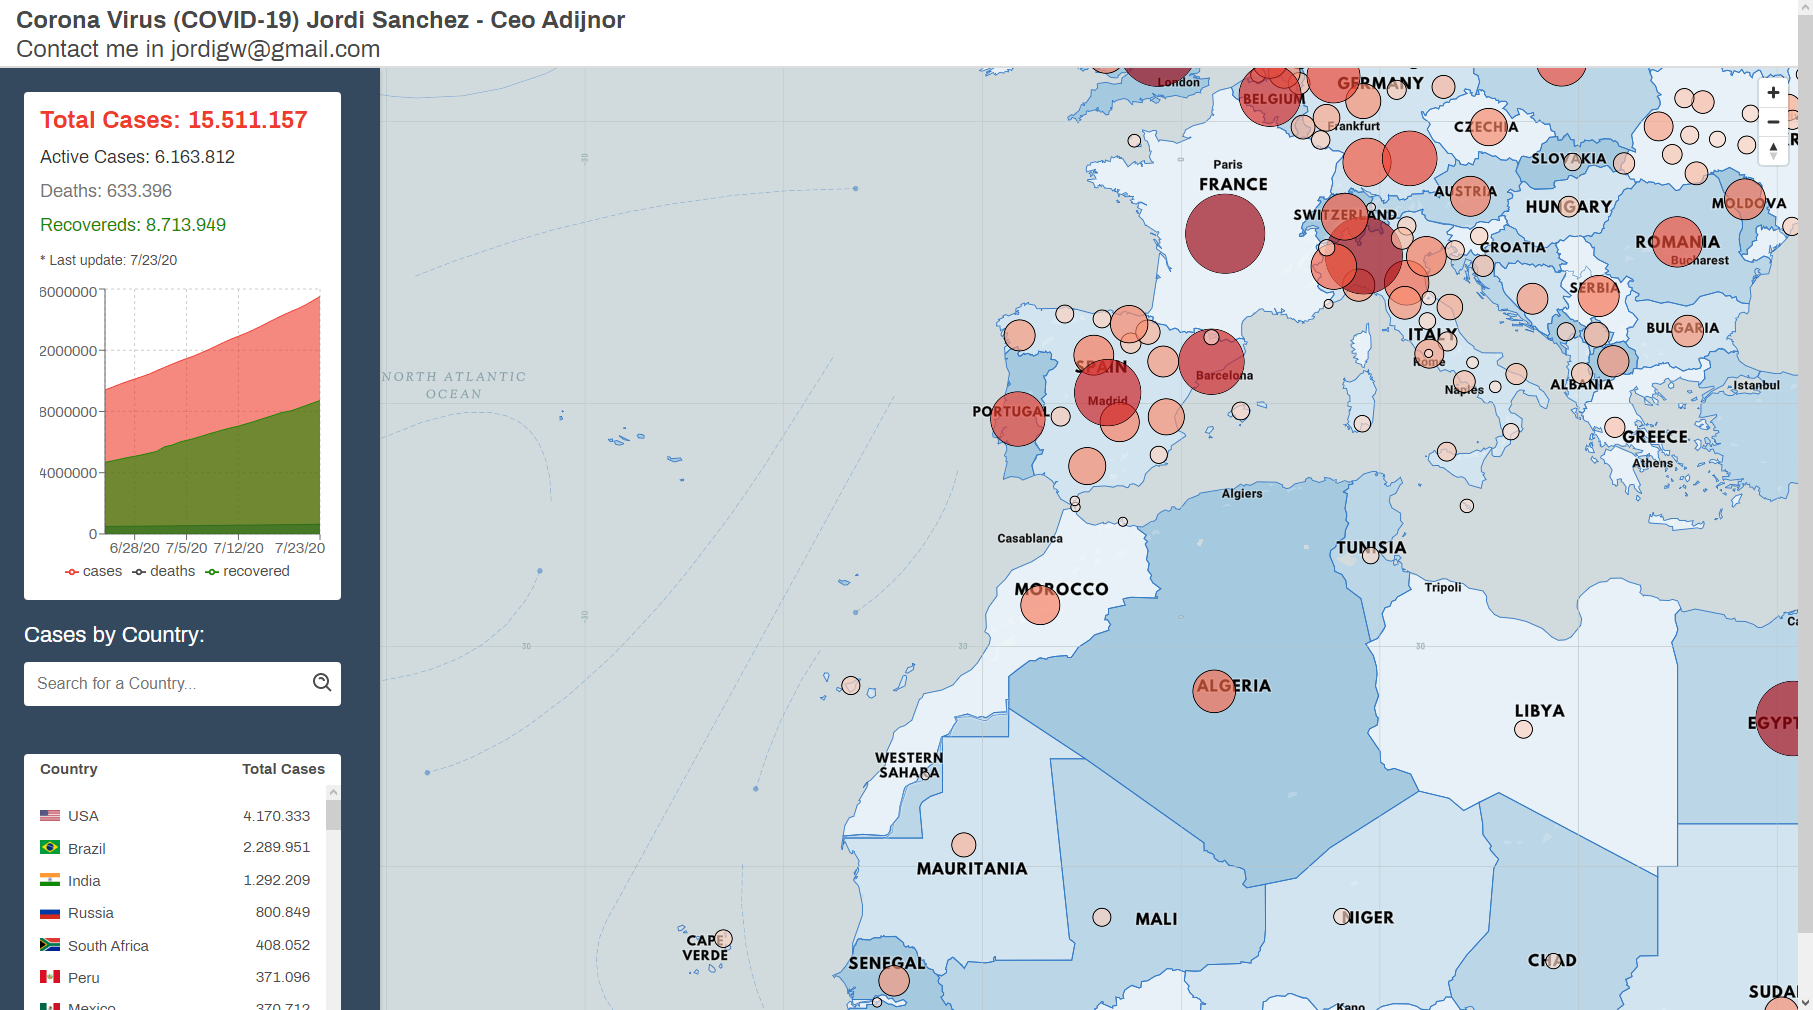 Corona Virus (COVID-19) Jordi Sanchez - Ceo Adijnor
Contact me in jordigw@gmail.com
Total Cases: 15.511.157
Active Cases: 6.163.812
Deaths: 633.396
Recovereds: 8.713.949
* Last update: 7/23/20
6000000
2000000
8000000
4000000
0
6/28/20 7/5/20 7/12/20 7/23/20
cases deaths recovered
Cases by Country:
Search for a Country...
Country Total Cases
USA 4.170.333
Brazil 2.289.951
India 1.292.209
Russia 800.849
South Africa 408.052
Peru 371.096
Mexico 370.712
London
BELGIUM
GERMANY
Frankfurt
CZECHIA
SLOVAKIA
Paris
FRANCE
AUSTRIA
HUNGARY
MOLDOVA
SWITZERLAND
CROATIA
ROMANIA
Bucharest
SERBIA
ITALY
BULGARIA
Rome
SPAIN
Barcelona
NORTH ATLANTIC
OCEAN
Naples
ALBANIA
Istanbul
Madrid
PORTUGAL
GREECE
Athens
Algiers
Casablanca
TUNISIA
MOROCCO
Tripoli
30
30
30
ALGERIA
LIBYA
EGYPT
WESTERN
SAHARA
MAURITANIA
MALI
NIGER
CAPE
VERDE
SENEGAL
CHAD
SUDA
Kano